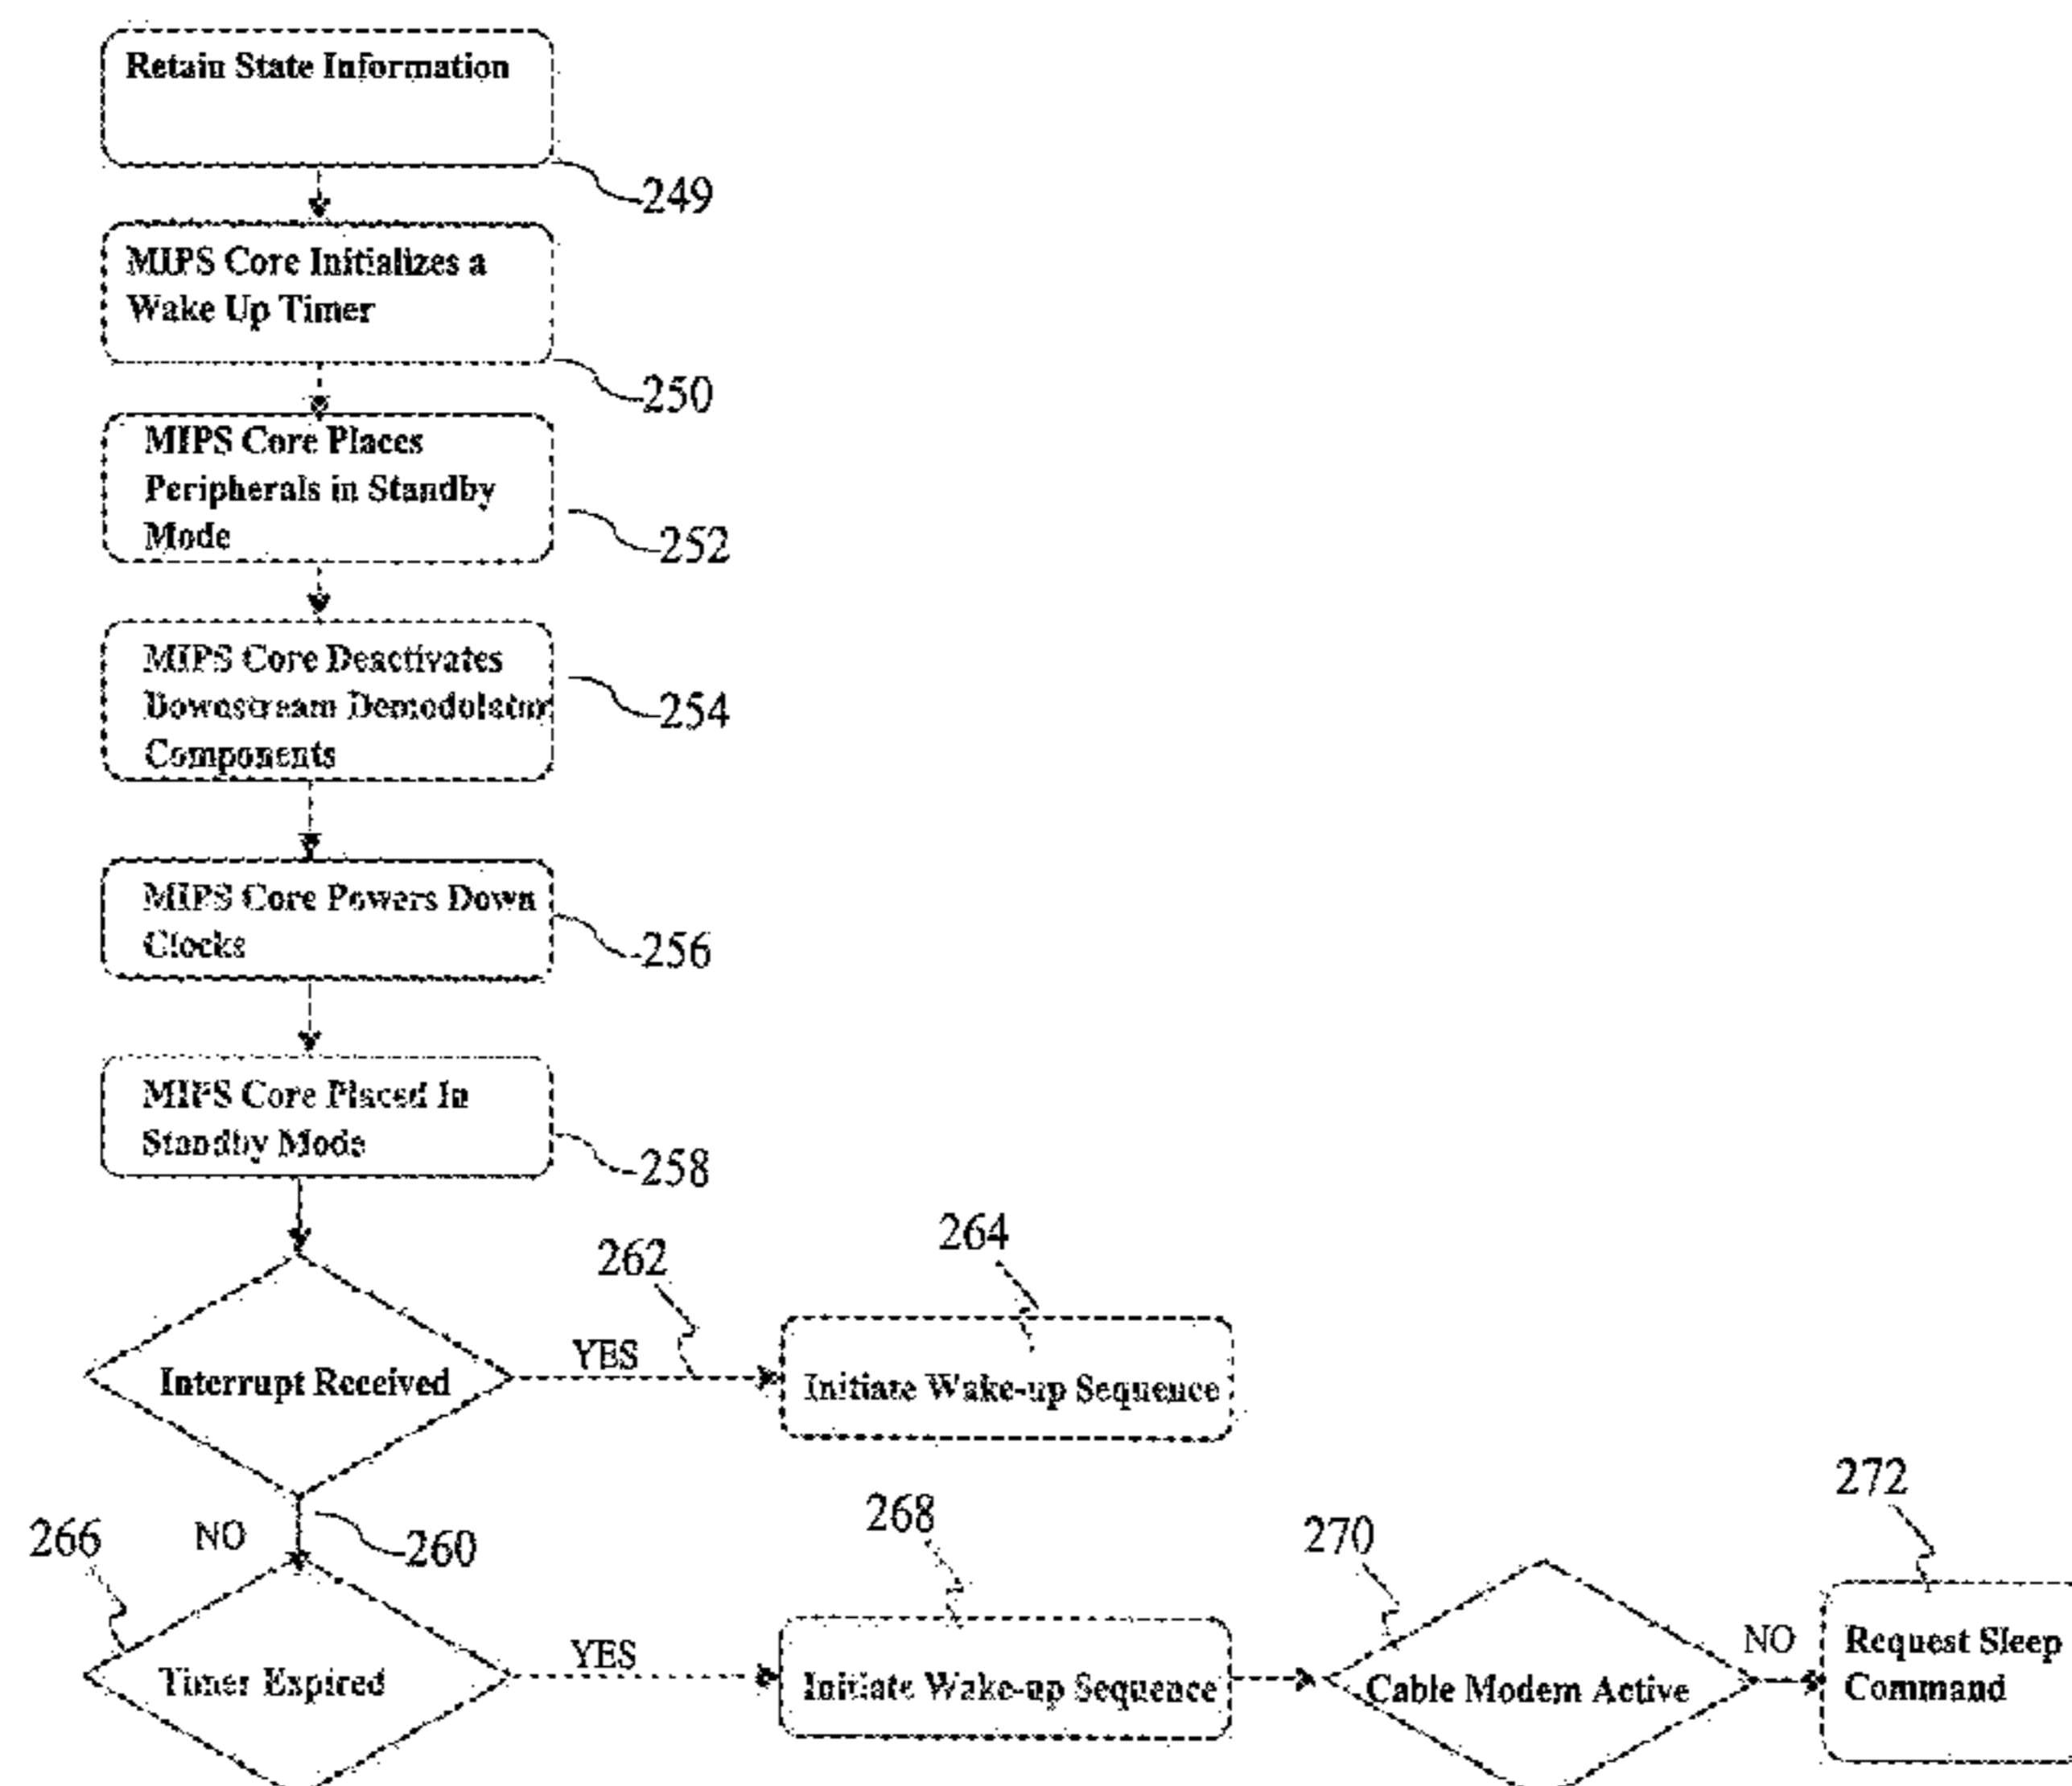 Retain State Information
249
MIPS Core Initializes a
Wake Up Timer
250
MIPS Core Places
Peripherals in Standby
Mode
252
MIPS Core Deactivates
Downstream Demodolator
Components
254
MIPS Core Powers Down
Clocks
256
MIPS Core Placed In
Standby Mode
258
262
264
Interrupt Received
YES
Initiate Wake-up Sequence
NO
260
266
268
270
272
Timer Expired
YES
Initiate Wake-up Sequence
Cable Modem Active
NO
Request Sleep
Command